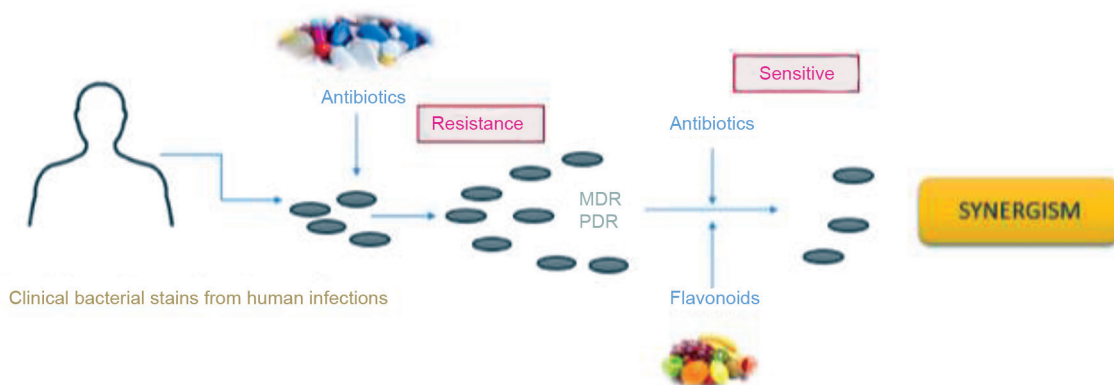 Antibiotics
Resistance
Sensitive
Antibiotics
MDR
PDR
SYNERGISM
Clinical bacterial stains from human infections
Flavonoids